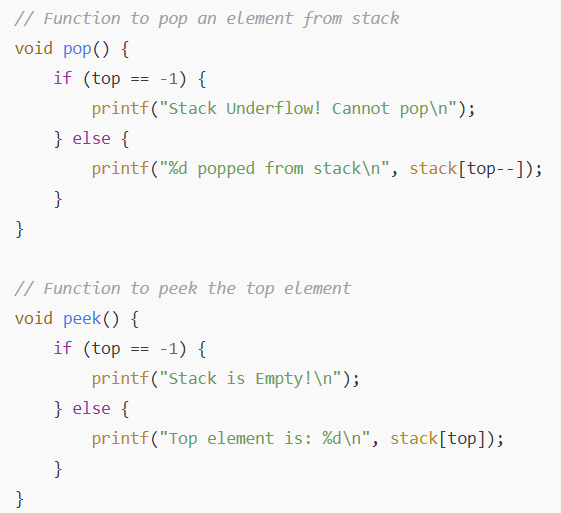 // Function to pop an element from stack
void pop() {
    if (top == -1) {
        printf("Stack Underflow! Cannot pop\n");
    } else {
        printf("%d popped from stack\n", stack[top--]);
    }
}

// Function to peek the top element
void peek() {
    if (top == -1) {
        printf("Stack is Empty!\n");
    } else {
        printf("Top element is: %d\n", stack[top]);
    }
}